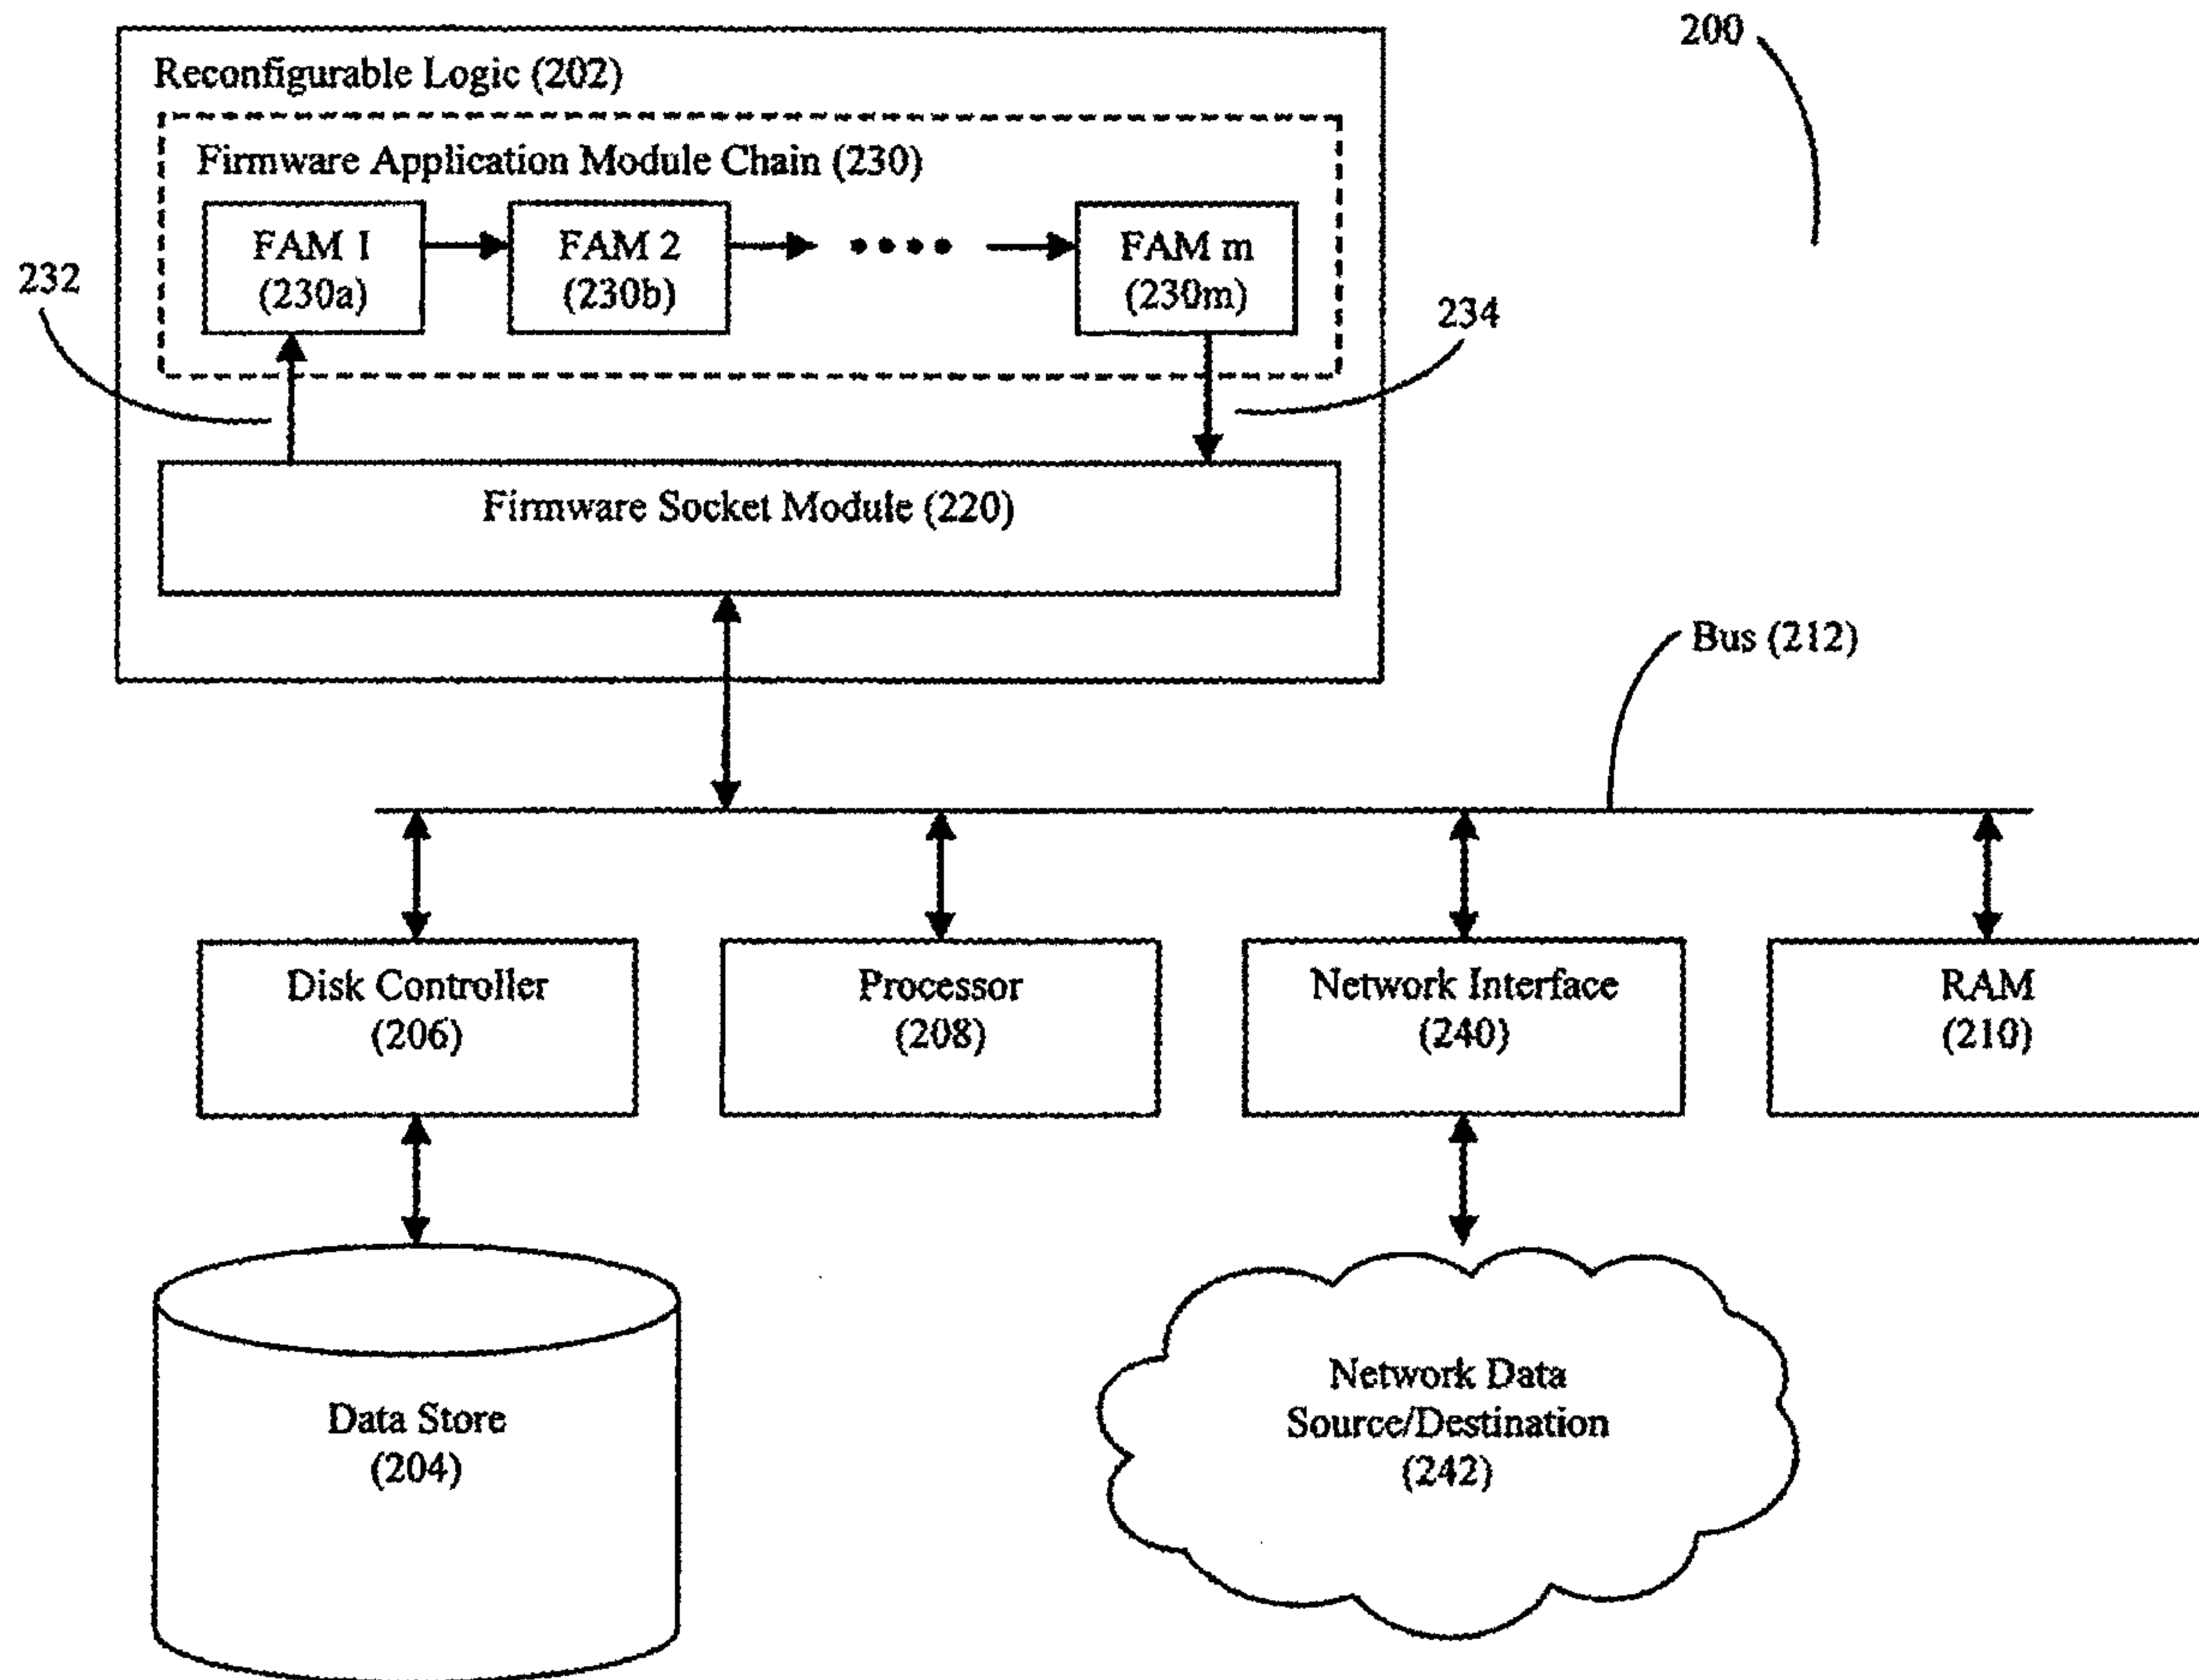 200
Reconfigurable Logic (202)
Firmware Application Module Chain (230)
FAM 1
(230a)
FAM 2
(230b)
FAM m
(230m)
232
234
Firmware Socket Module (220)
Bus (212)
Disk Controller
(206)
Processor
(208)
Network Interface
(240)
RAM
(210)
Data Store
(204)
Network Data
Source/Destination
(242)